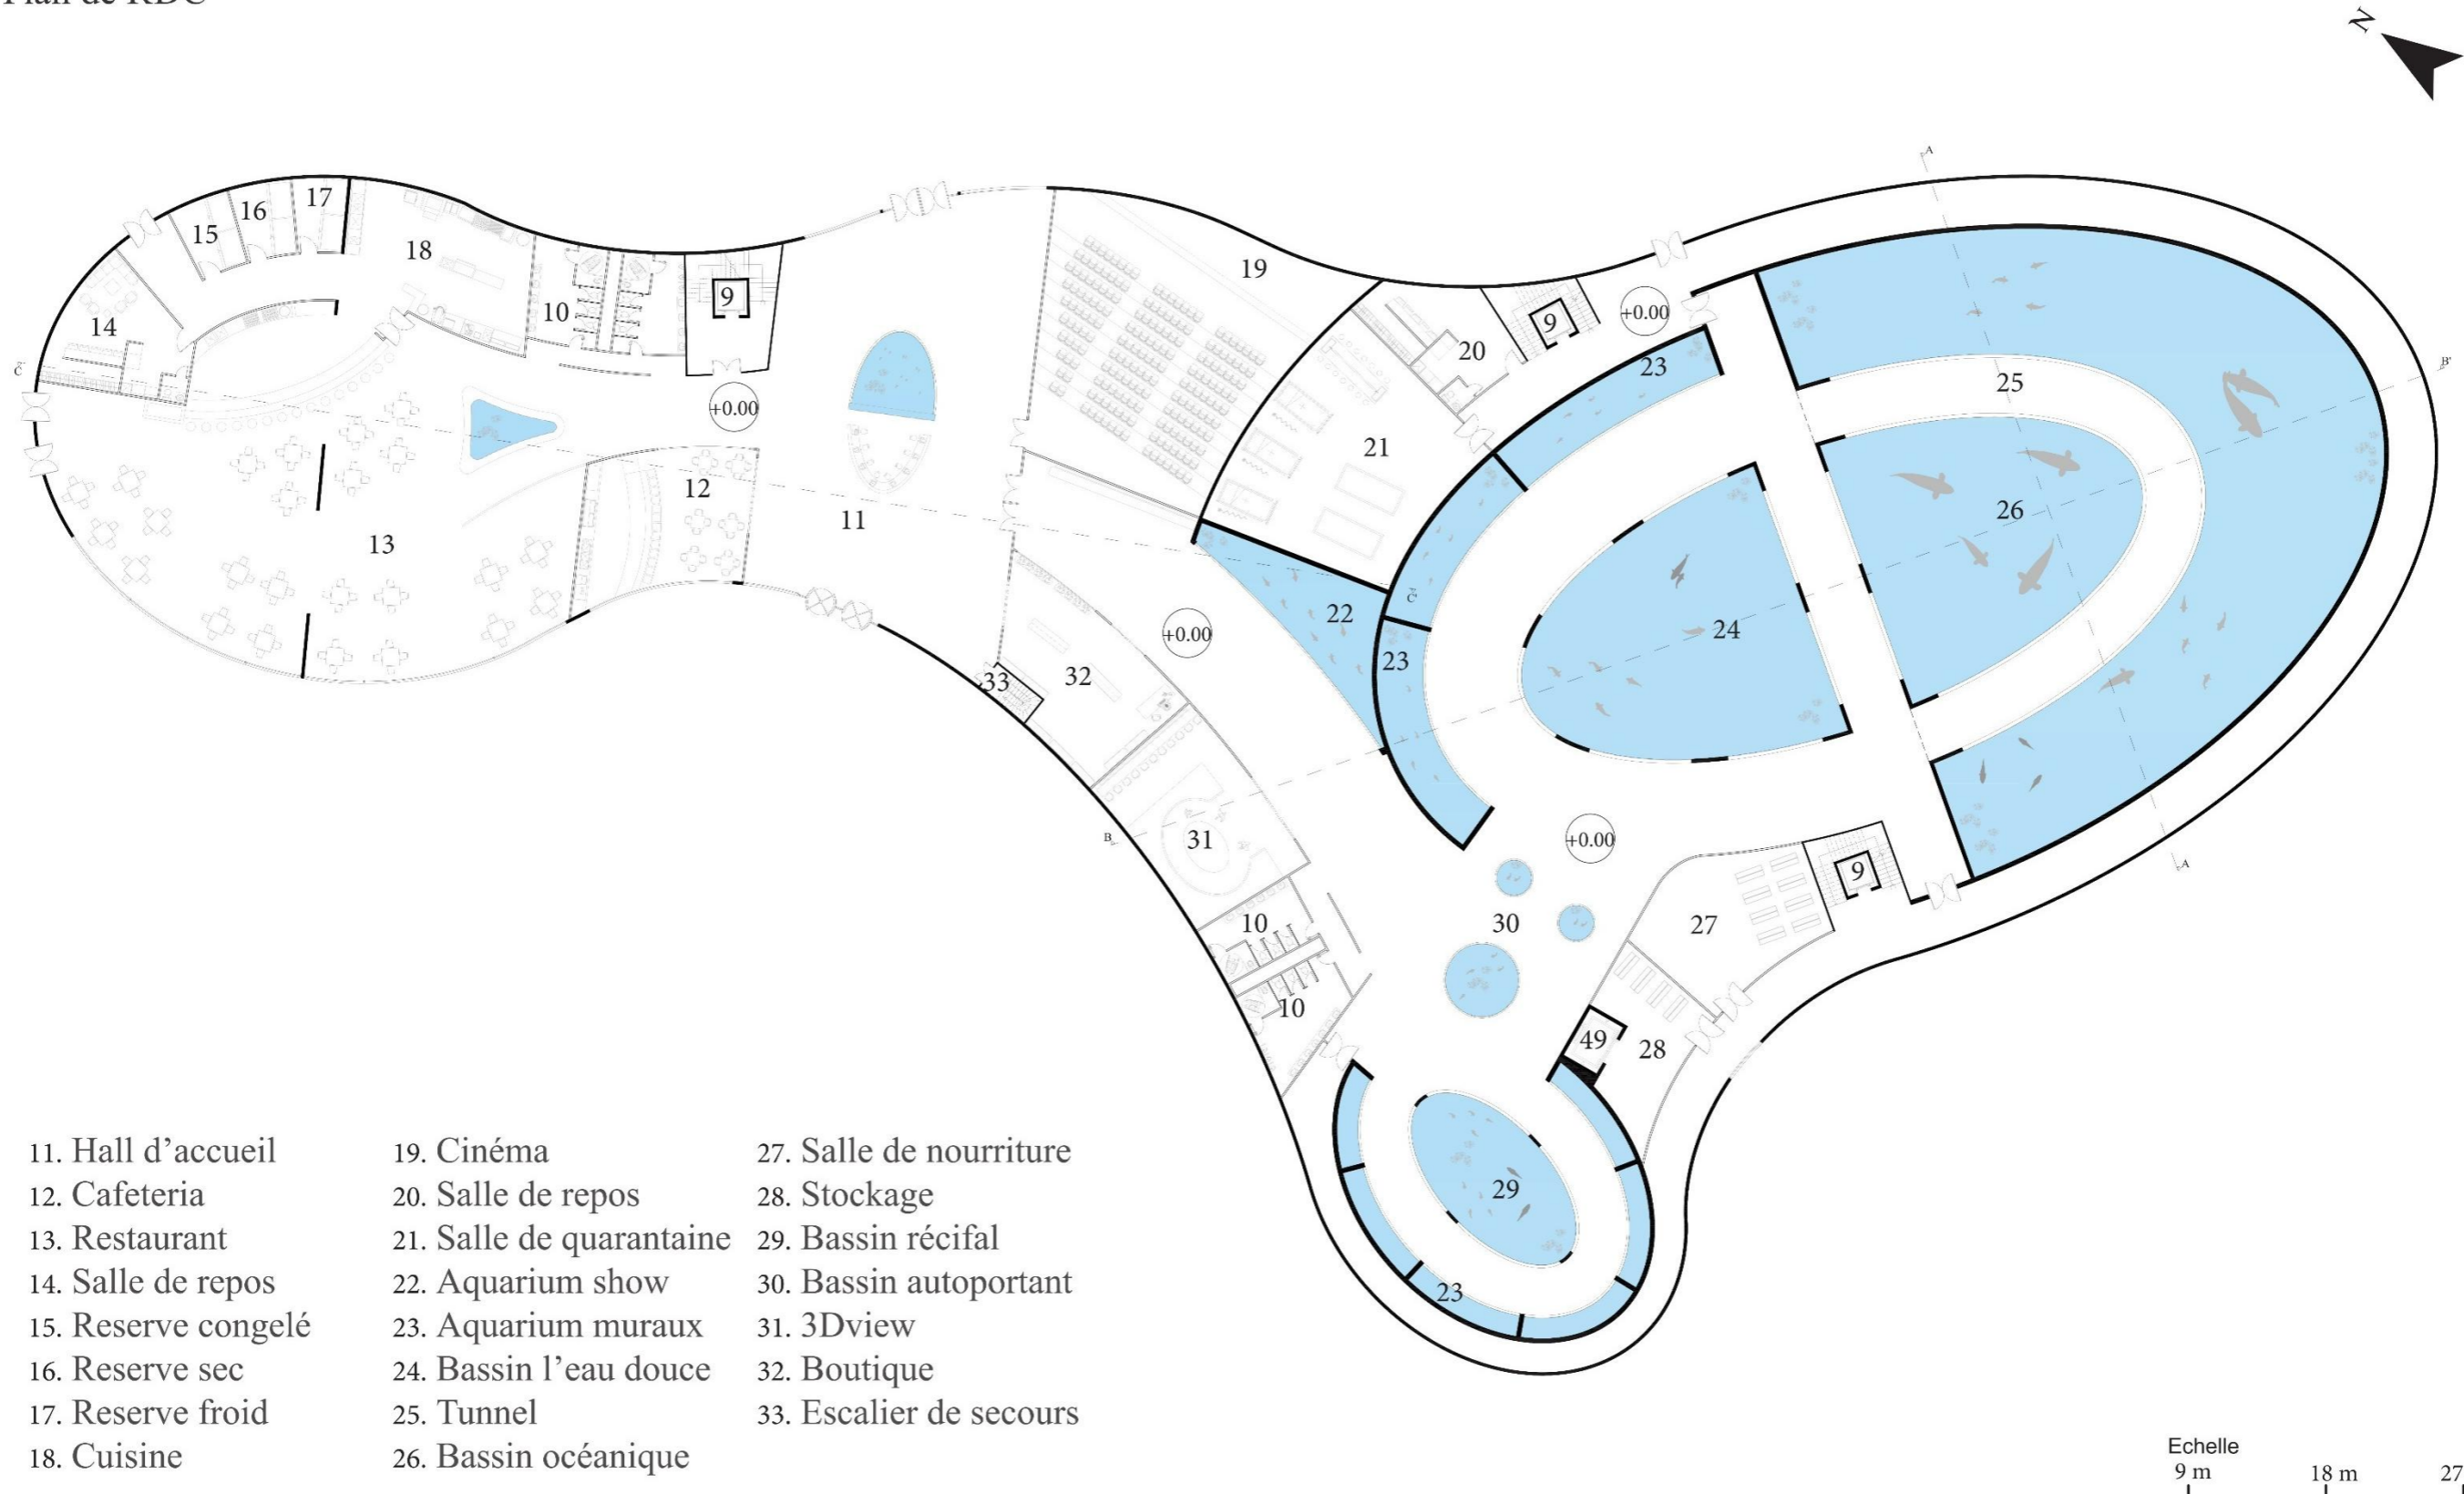 Plan de RDC
N
A
17
16
15
18
19
9
10
14
9
+0.00
20
23
25
B'
C
+0.00
21
12
11
13
26
C'
22
24
+0.00
23
32
33
31
B
+0.00
9
A
10
30
27
10
49
28
29
23
11. Hall d’accueil
12. Cafeteria
13. Restaurant
14. Salle de repos
15. Reserve congelé
16. Reserve sec
17. Reserve froid
18. Cuisine
19. Cinéma
20. Salle de repos
21. Salle de quarantaine
22. Aquarium show
23. Aquarium muraux
24. Bassin l’eau douce
25. Tunnel
26. Bassin océanique
27. Salle de nourriture
28. Stockage
29. Bassin récifal
30. Bassin autoportant
31. 3Dview
32. Boutique
33. Escalier de secours
Echelle
9 m 18 m 27